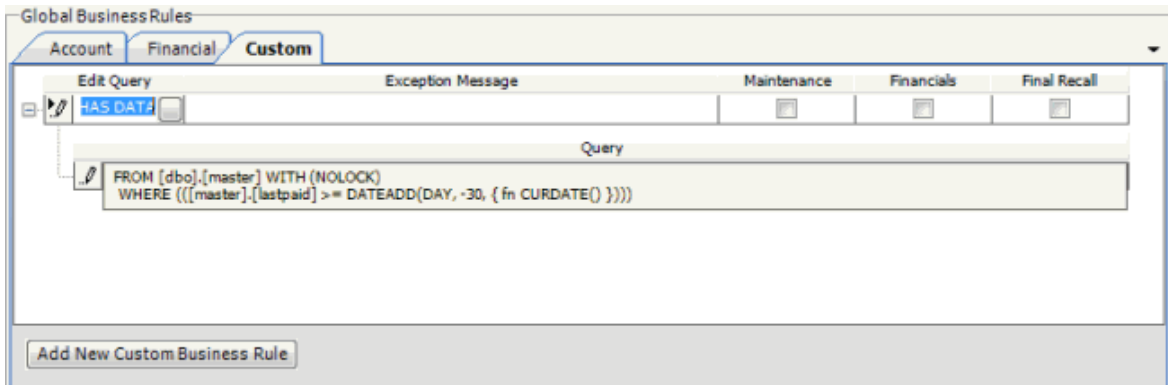 Global Business Rules
Account Financial Custom
Edit Query Exception Message Maintenance Financials Final Recall
HAS DATA
Query
FROM [dbo].[master] WITH (NOLOCK)
WHERE (([master].[lastpaid] >= DATEADD(DAY, -30, { fn CURDATE() })))
Add New Custom Business Rule